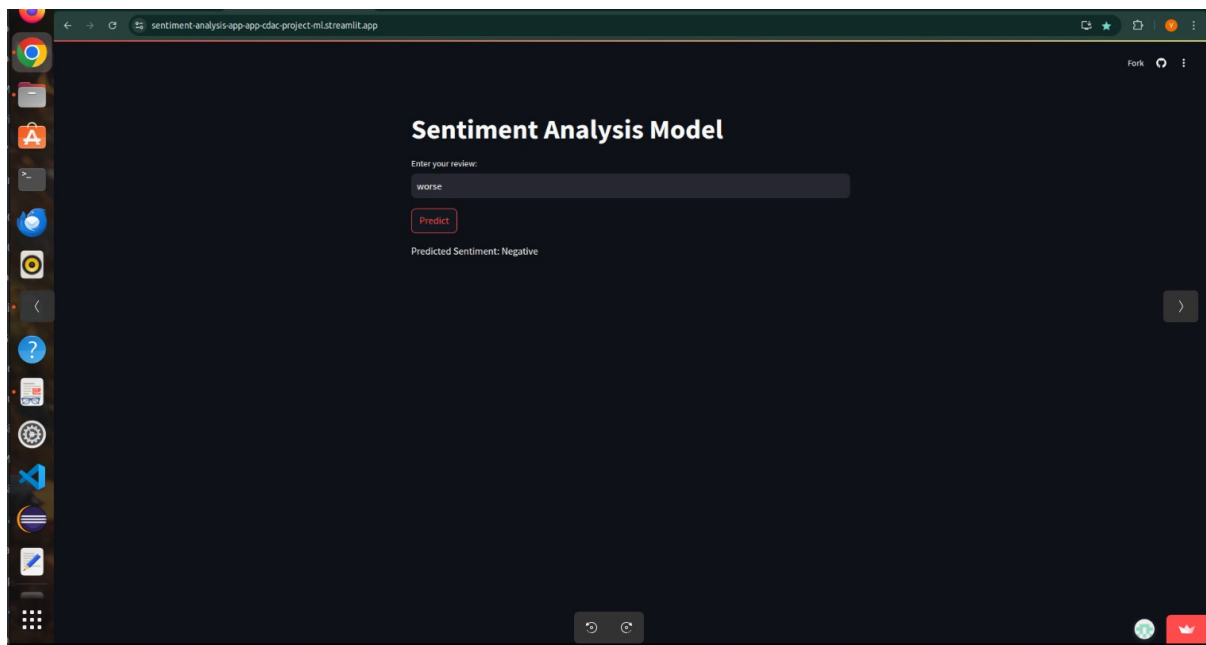 sentiment-analysis-app-app-cdac-project-ml.streamlit.app
Y
Fork
Sentiment Analysis Model
Enter your review:
worse
Predict
Predicted Sentiment: Negative